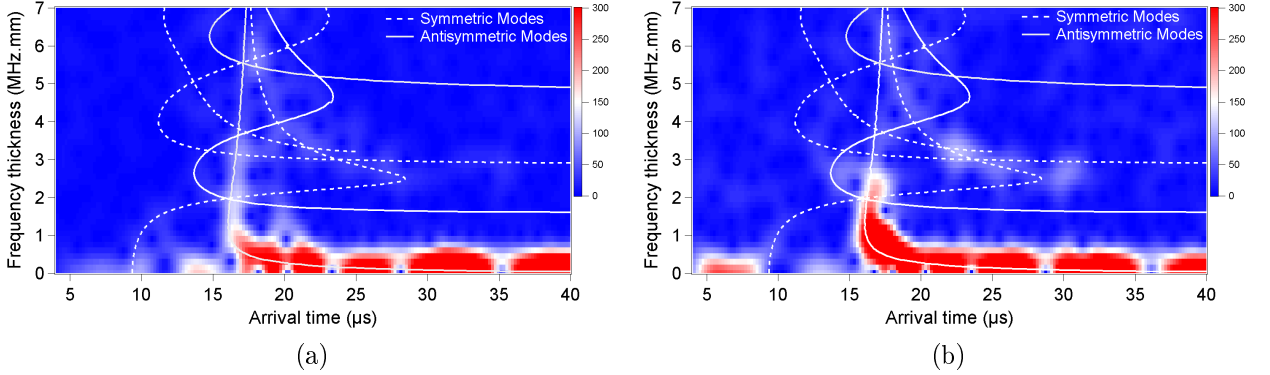 Frequency thickness (MHz.mm)
7
6
5
4
3
2
1
0
Symmetric Modes
Antisymmetric Modes
300
250
200
150
100
50
0
5 10 15 20 25 30 35 40
Arrival time (µs)
(a)
Frequency thickness (MHz.mm)
7
6
5
4
3
2
1
0
Symmetric Modes
Antisymmetric Modes
300
250
200
150
100
50
0
5 10 15 20 25 30 35 40
Arrival time (µs)
(b)